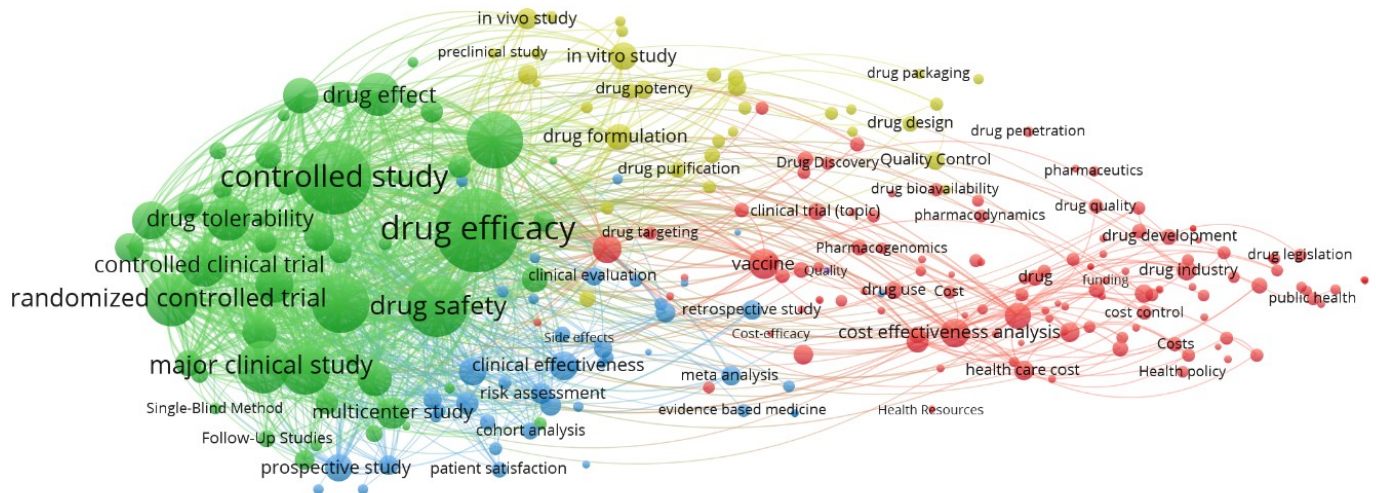 in vivo study
preclinical study
in vitro study
drug packaging
drug effect
drug potency
drug design
drug penetration
drug formulation
Drug Discovery
Quality Control
drug purification
pharmaceutics
controlled study
drug bioavailability
drug tolerability
clinical trial (topic)
pharmacodynamics
drug quality
drug efficacy
drug targeting
drug development
Pharmacogenomics
drug legislation
controlled clinical trial
clinical evaluation
vaccine
Quality
drug
funding
drug industry
randomized controlled trial
drug safety
drug use
Cost
public health
retrospective study
cost control
Side effects
Cost-efficacy
cost effectiveness analysis
Costs
major clinical study
clinical effectiveness
meta analysis
health care cost
Health policy
risk assessment
Single-Blind Method
multicenter study
evidence based medicine
Health Resources
Follow-Up Studies
cohort analysis
prospective study
patient satisfaction